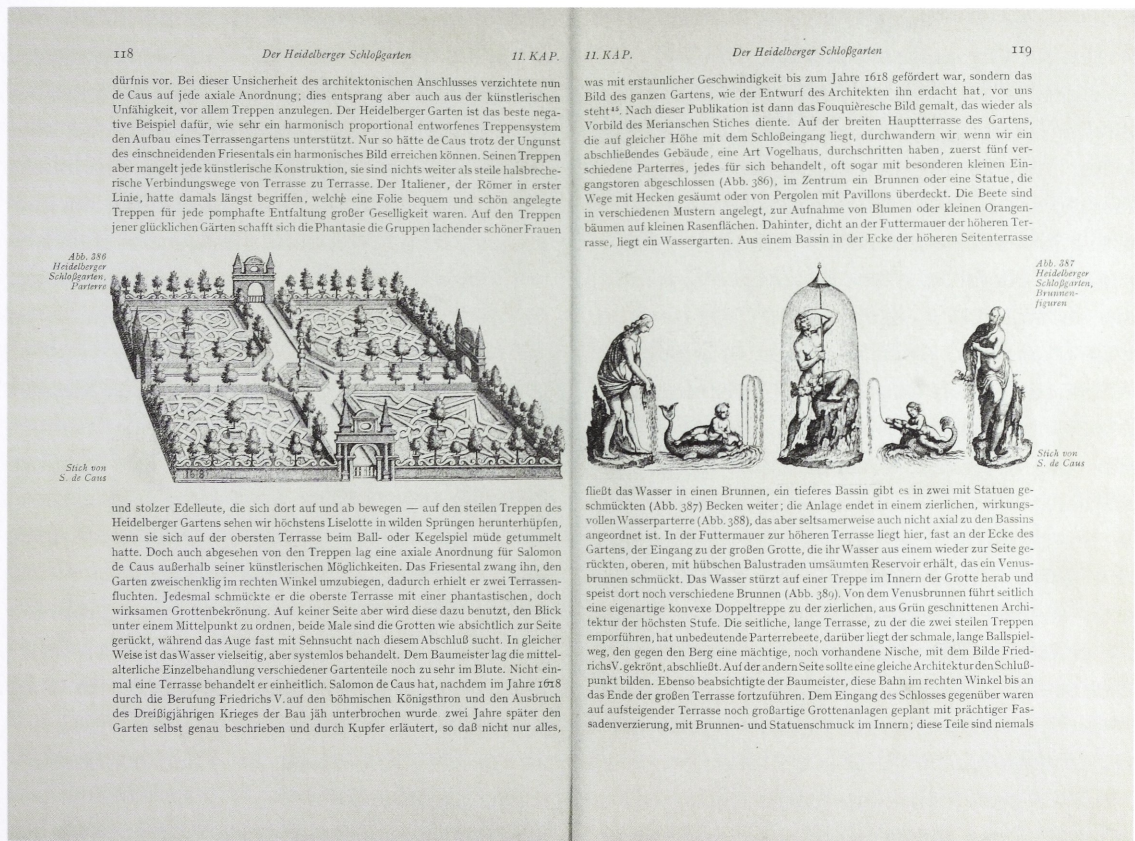 118
Der Heidelberger Schloßgarten
11. KAP.
dürfnis vor. Bei dieser Unsicherheit des architektonischen Anschlusses verzichtete nun
de Caus auf jede axiale Anordnung; dies entsprang aber auch aus der künstlerischen
Unfähigkeit, vor allem Treppen anzulegen. Der Heidelberger Garten ist das beste nega-
tive Beispiel dafür, wie sehr ein harmonisch proportional entworfenes Treppensystem
den Aufbau eines Terrassengartens unterstützt. Nur so hätte de Caus trotz der Ungunst
des einschneidenden Friesentals ein harmonisches Bild erreichen können. Seinen Treppen
aber mangelt jede künstlerische Konstruktion, sie sind nichts weiter als steile halsbreche-
rische Verbindungswege von Terrasse zu Terrasse. Der Italiener, der Römer in erster
Linie, hatte damals längst begriffen, welche eine Folie bequem und schön angelegte
Treppen für jede pomphafte Entfaltung großer Geselligkeit waren. Auf den Treppen
jener glücklichen Gärten schafft sich die Phantasie die Gruppen lachender schöner Frauen
Abb. 386
Heidelberger
Schloßgarten,
Parterre
1618
Stich von
S. de Caus
und stolzer Edelleute, die sich dort auf und ab bewegen — auf den steilen Treppen des
Heidelberger Gartens sehen wir höchstens Liselotte in wilden Sprüngen herunterhüpfen,
wenn sie sich auf der obersten Terrasse beim Ball- oder Kegelspiel müde getummelt
hatte. Doch auch abgesehen von den Treppen lag eine axiale Anordnung für Salomon
de Caus außerhalb seiner künstlerischen Möglichkeiten. Das Friesental zwang ihn, den
Garten zweischenklig im rechten Winkel umzubiegen, dadurch erhielt er zwei Terrassen-
fluchten. Jedesmal schmückte er die oberste Terrasse mit einer phantastischen, doch
wirksamen Grottenbekrönung. Auf keiner Seite aber wird diese dazu benutzt, den Blick
unter einem Mittelpunkt zu ordnen, beide Male sind die Grotten wie absichtlich zur Seite
gerückt, während das Auge fast mit Sehnsucht nach diesem Abschluß sucht. In gleicher
Weise ist das Wasser vielseitig, aber systemlos behandelt. Dem Baumeister lag die mittel-
alterliche Einzelbehandlung verschiedener Gartenteile noch zu sehr im Blute. Nicht ein-
mal eine Terrasse behandelt er einheitlich. Salomon de Caus hat, nachdem im Jahre 1618
durch die Berufung Friedrichs V. auf den böhmischen Königsthron und den Ausbruch
des Dreißigjährigen Krieges der Bau jäh unterbrochen wurde zwei Jahre später den
Garten selbst genau beschrieben und durch Kupfer erläutert, so daß nicht nur alles,
11. KAP.
Der Heidelberger Schloßgarten
119
was mit erstaunlicher Geschwindigkeit bis zum Jahre 1618 gefördert war, sondern das
Bild des ganzen Gartens, wie der Entwurf des Architekten ihn erdacht hat, vor uns
steht²⁵. Nach dieser Publikation ist dann das Fouquièresche Bild gemalt, das wieder als
Vorbild des Merianschen Stiches diente. Auf der breiten Hauptterrasse des Gartens,
die auf gleicher Höhe mit dem Schloßeingang liegt, durchwandern wir wenn wir ein
abschließendes Gebäude, eine Art Vogelhaus, durchschritten haben, zuerst fünf ver-
schiedene Parterres, jedes für sich behandelt, oft sogar mit besonderen kleinen Ein-
gangstoren abgeschlossen (Abb. 386), im Zentrum ein Brunnen oder eine Statue, die
Wege mit Hecken gesäumt oder von Pergolen mit Pavillons überdeckt. Die Beete sind
in verschiedenen Mustern angelegt, zur Aufnahme von Blumen oder kleinen Orangen-
bäumen auf kleinen Rasenflächen. Dahinter, dicht an der Futtermauer der höheren Ter-
rasse, liegt ein Wassergarten. Aus einem Bassin in der Ecke der höheren Seitenterrasse
Abb. 387
Heidelberger
Schloßgarten,
Brunnen-
figuren
Stich von
S. de Caus
fließt das Wasser in einen Brunnen, ein tieferes Bassin gibt es in zwei mit Statuen ge-
schmückten (Abb. 387) Becken weiter; die Anlage endet in einem zierlichen, wirkungs-
vollen Wasserparterre (Abb. 388), das aber seltsamerweise auch nicht axial zu den Bassins
angeordnet ist. In der Futtermauer zur höheren Terrasse liegt hier, fast an der Ecke des
Gartens, der Eingang zu der großen Grotte, die ihr Wasser aus einem wieder zur Seite ge-
rückten, oberen, mit hübschen Balustraden umsäumten Reservoir erhält, das ein Venus-
brunnen schmückt. Das Wasser stürzt auf einer Treppe im Innern der Grotte herab und
speist dort noch verschiedene Brunnen (Abb. 389). Von dem Venusbrunnen führt seitlich
eine eigenartige konvexe Doppeltreppe zu der zierlichen, aus Grün geschnittenen Archi-
tektur der höchsten Stufe. Die seitliche, lange Terrasse, zu der die zwei steilen Treppen
emporführen, hat unbedeutende Parterrebeete, darüber liegt der schmale, lange Ballspiel-
weg, den gegen den Berg eine mächtige, noch vorhandene Nische, mit dem Bilde Fried-
richs V. gekrönt, abschließt. Auf der andern Seite sollte eine gleiche Architektur den Schluß-
punkt bilden. Ebenso beabsichtigte der Baumeister, diese Bahn im rechten Winkel bis an
das Ende der großen Terrasse fortzuführen. Dem Eingang des Schlosses gegenüber waren
auf aufsteigender Terrasse noch großartige Grottenanlagen geplant mit prächtiger Fas-
sadenverzierung, mit Brunnen- und Statuenschmuck im Innern; diese Teile sind niemals